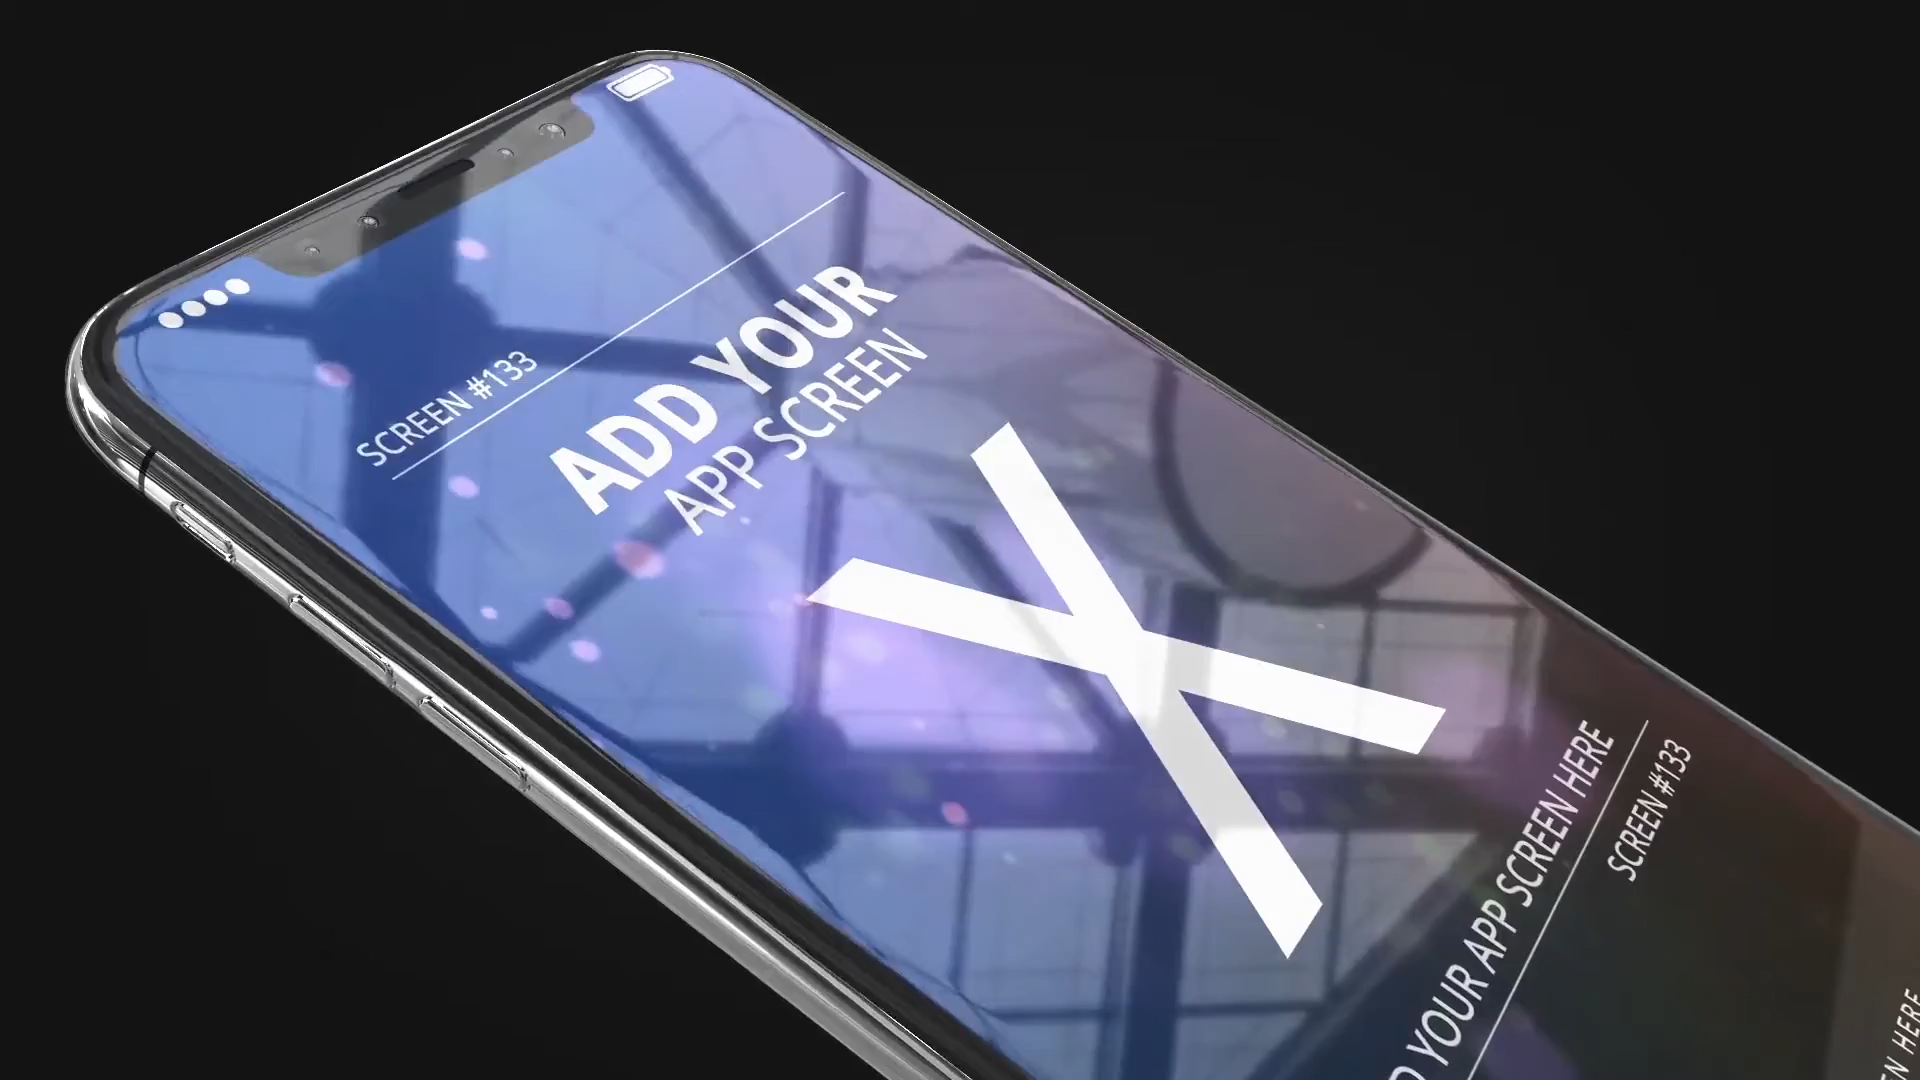 SCREEN #133
ADD YOUR
APP SCREEN
X
YOUR APP SCREEN HERE
SCREEN #133
HERE